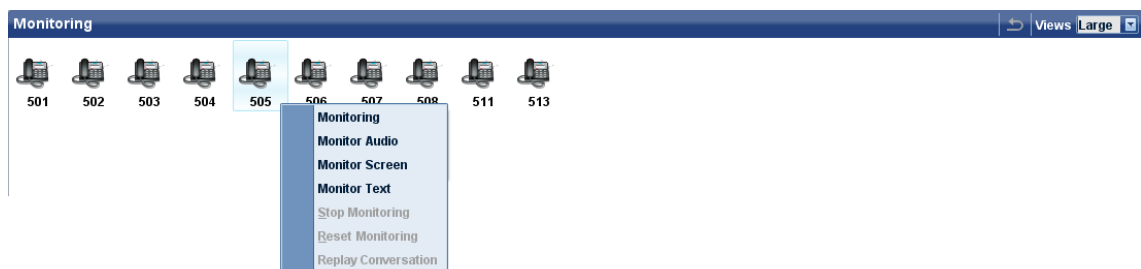 Monitoring Views Large
501 502 503 504 505 506 507 508 511 513
Monitoring
Monitor Audio
Monitor Screen
Monitor Text
Stop Monitoring
Reset Monitoring
Replay Conversation